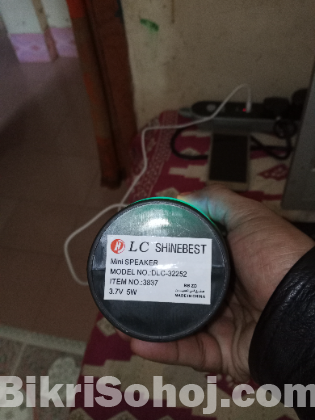 LC SHINEBEST
Mini SPEAKER
MODEL NO.:DLC-32252
ITEM NO.:3837
3.7V 5W
MADE IN CHINA
BikriSohoj.com